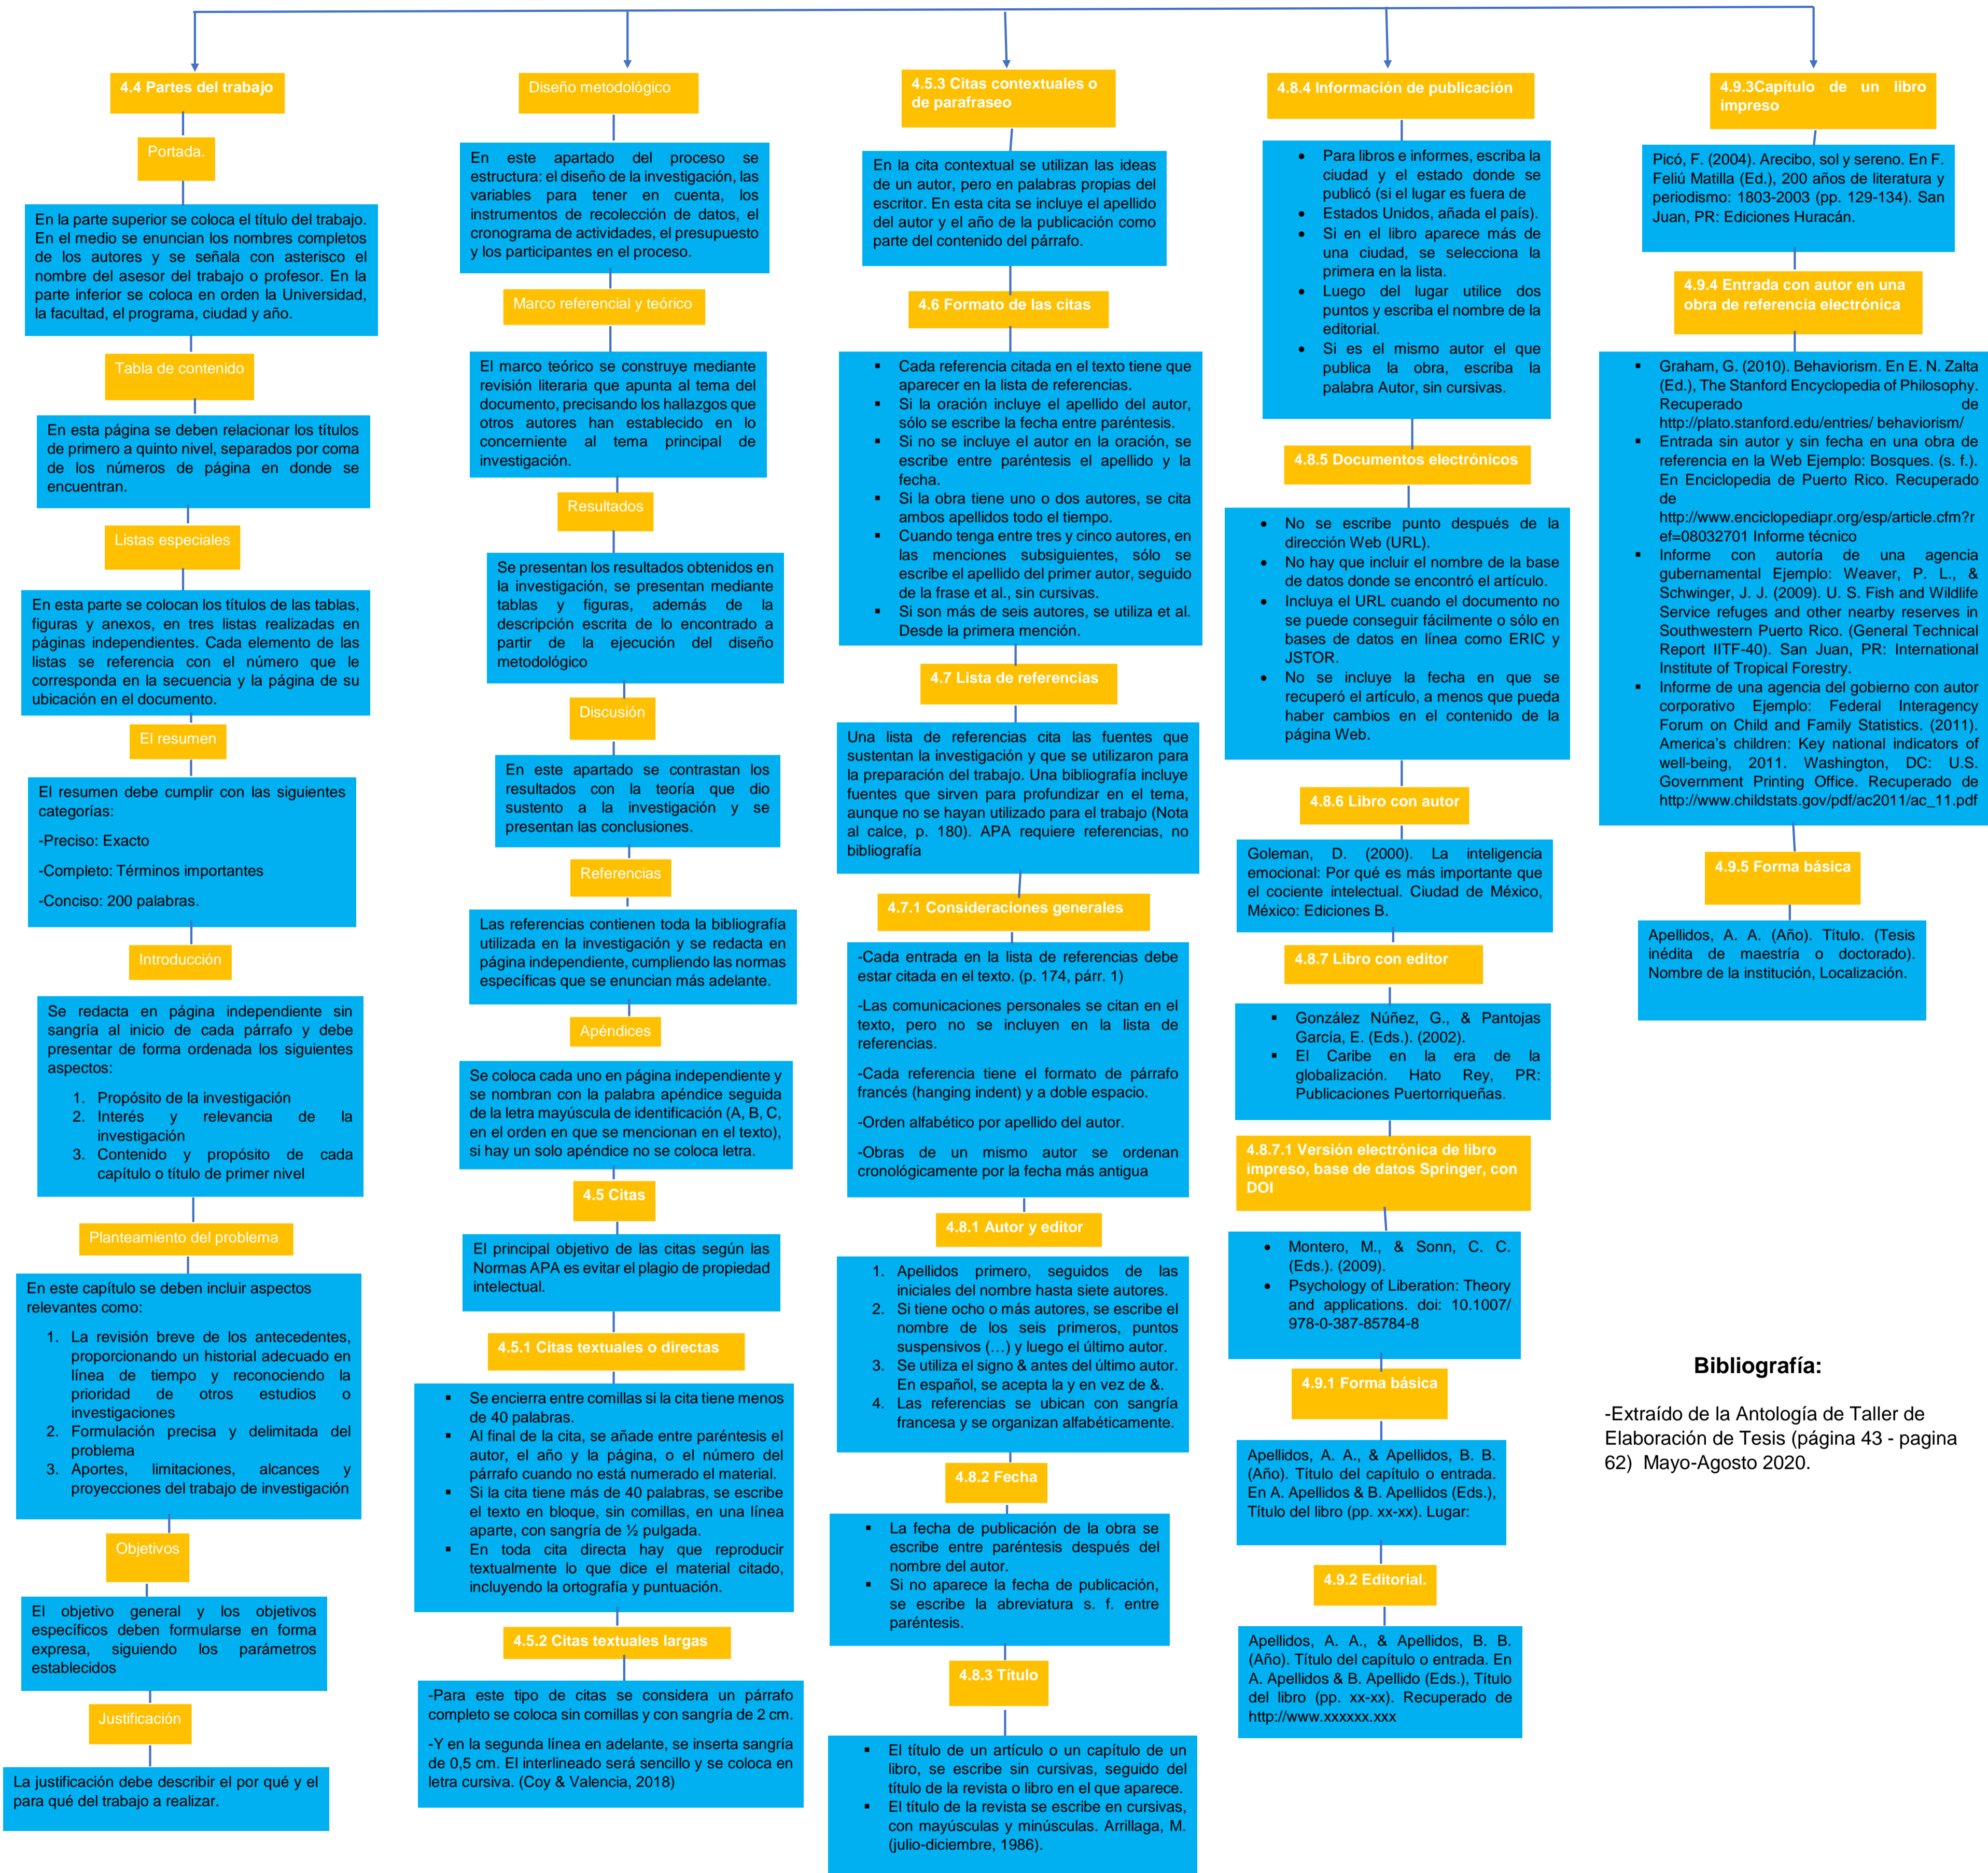 4.4 Partes del trabajo
Portada.
En la parte superior se coloca el título del trabajo.
En el medio se enuncian los nombres completos
de los autores y se señala con asterisco el
nombre del asesor del trabajo o profesor. En la
parte inferior se coloca en orden la Universidad,
la facultad, el programa, ciudad y año.
Tabla de contenido
En esta página se deben relacionar los títulos
de primero a quinto nivel, separados por coma
de los números de página en donde se
encuentran.
Listas especiales
En esta parte se colocan los títulos de las tablas,
figuras y anexos, en tres listas realizadas en
páginas independientes. Cada elemento de las
listas se referencia con el número que le
corresponda en la secuencia y la página de su
ubicación en el documento.
El resumen
El resumen debe cumplir con las siguientes
categorías:
-Preciso: Exacto
-Completo: Términos importantes
-Conciso: 200 palabras.
Introducción
Se redacta en página independiente sin
sangría al inicio de cada párrafo y debe
presentar de forma ordenada los siguientes
aspectos:
1. Propósito de la investigación
2. Interés y relevancia de la
investigación
3. Contenido y propósito de cada
capítulo o título de primer nivel
Planteamiento del problema
En este capítulo se deben incluir aspectos
relevantes como:
1. La revisión breve de los antecedentes,
proporcionando un historial adecuado en
línea de tiempo y reconociendo la
prioridad de otros estudios o
investigaciones
2. Formulación precisa y delimitada del
problema
3. Aportes, limitaciones, alcances y
proyecciones del trabajo de investigación
Objetivos
El objetivo general y los objetivos
específicos deben formularse en forma
expresa, siguiendo los parámetros
establecidos
Justificación
La justificación debe describir el por qué y el
para qué del trabajo a realizar.
Diseño metodológico
En este apartado del proceso se
estructura: el diseño de la investigación, las
variables para tener en cuenta, los
instrumentos de recolección de datos, el
cronograma de actividades, el presupuesto
y los participantes en el proceso.
Marco referencial y teórico
El marco teórico se construye mediante
revisión literaria que apunta al tema del
documento, precisando los hallazgos que
otros autores han establecido en lo
concerniente al tema principal de
investigación.
Resultados
Se presentan los resultados obtenidos en
la investigación, se presentan mediante
tablas y figuras, además de la
descripción escrita de lo encontrado a
partir de la ejecución del diseño
metodológico
Discusión
En este apartado se contrastan los
resultados con la teoría que dio
sustento a la investigación y se
presentan las conclusiones.
Referencias
Las referencias contienen toda la bibliografía
utilizada en la investigación y se redacta en
página independiente, cumpliendo las normas
específicas que se enuncian más adelante.
Apéndices
Se coloca cada uno en página independiente y
se nombran con la palabra apéndice seguida
de la letra mayúscula de identificación (A, B, C,
en el orden en que se mencionan en el texto),
si hay un solo apéndice no se coloca letra.
4.5 Citas
El principal objetivo de las citas según las
Normas APA es evitar el plagio de propiedad
intelectual.
4.5.1 Citas textuales o directas
▪ Se encierra entre comillas si la cita tiene menos
de 40 palabras.
▪ Al final de la cita, se añade entre paréntesis el
autor, el año y la página, o el número del
párrafo cuando no está numerado el material.
▪ Si la cita tiene más de 40 palabras, se escribe
el texto en bloque, sin comillas, en una línea
aparte, con sangría de ½ pulgada.
▪ En toda cita directa hay que reproducir
textualmente lo que dice el material citado,
incluyendo la ortografía y puntuación.
4.5.2 Citas textuales largas
-Para este tipo de citas se considera un párrafo
completo se coloca sin comillas y con sangría de 2 cm.
-Y en la segunda línea en adelante, se inserta sangría
de 0,5 cm. El interlineado será sencillo y se coloca en
letra cursiva. (Coy & Valencia, 2018)
4.5.3 Citas contextuales o
de parafraseo
En la cita contextual se utilizan las ideas
de un autor, pero en palabras propias del
escritor. En esta cita se incluye el apellido
del autor y el año de la publicación como
parte del contenido del párrafo.
4.6 Formato de las citas
▪ Cada referencia citada en el texto tiene que
aparecer en la lista de referencias.
▪ Si la oración incluye el apellido del autor,
sólo se escribe la fecha entre paréntesis.
▪ Si no se incluye el autor en la oración, se
escribe entre paréntesis el apellido y la
fecha.
▪ Si la obra tiene uno o dos autores, se cita
ambos apellidos todo el tiempo.
▪ Cuando tenga entre tres y cinco autores, en
las menciones subsiguientes, sólo se
escribe el apellido del primer autor, seguido
de la frase et al., sin cursivas.
▪ Si son más de seis autores, se utiliza et al.
Desde la primera mención.
4.7 Lista de referencias
Una lista de referencias cita las fuentes que
sustentan la investigación y que se utilizaron para
la preparación del trabajo. Una bibliografía incluye
fuentes que sirven para profundizar en el tema,
aunque no se hayan utilizado para el trabajo (Nota
al calce, p. 180). APA requiere referencias, no
bibliografía
4.7.1 Consideraciones generales
-Cada entrada en la lista de referencias debe
estar citada en el texto. (p. 174, párr. 1)
-Las comunicaciones personales se citan en el
texto, pero no se incluyen en la lista de
referencias.
-Cada referencia tiene el formato de párrafo
francés (hanging indent) y a doble espacio.
-Orden alfabético por apellido del autor.
-Obras de un mismo autor se ordenan
cronológicamente por la fecha más antigua
4.8.1 Autor y editor
1. Apellidos primero, seguidos de las
iniciales del nombre hasta siete autores.
2. Si tiene ocho o más autores, se escribe el
nombre de los seis primeros, puntos
suspensivos (…) y luego el último autor.
3. Se utiliza el signo & antes del último autor.
En español, se acepta la y en vez de &.
4. Las referencias se ubican con sangría
francesa y se organizan alfabéticamente.
4.8.2 Fecha
▪ La fecha de publicación de la obra se
escribe entre paréntesis después del
nombre del autor.
▪ Si no aparece la fecha de publicación,
se escribe la abreviatura s. f. entre
paréntesis.
4.8.3 Título
▪ El título de un artículo o un capítulo de un
libro, se escribe sin cursivas, seguido del
título de la revista o libro en el que aparece.
▪ El título de la revista se escribe en cursivas,
con mayúsculas y minúsculas. Arrillaga, M.
(julio-diciembre, 1986).
4.8.4 Información de publicación
• Para libros e informes, escriba la
ciudad y el estado donde se
publicó (si el lugar es fuera de
• Estados Unidos, añada el país).
• Si en el libro aparece más de
una ciudad, se selecciona la
primera en la lista.
• Luego del lugar utilice dos
puntos y escriba el nombre de la
editorial.
• Si es el mismo autor el que
publica la obra, escriba la
palabra Autor, sin cursivas.
4.8.5 Documentos electrónicos
• No se escribe punto después de la
dirección Web (URL).
• No hay que incluir el nombre de la base
de datos donde se encontró el artículo.
• Incluya el URL cuando el documento no
se puede conseguir fácilmente o sólo en
bases de datos en línea como ERIC y
JSTOR.
• No se incluye la fecha en que se
recuperó el artículo, a menos que pueda
haber cambios en el contenido de la
página Web.
4.8.6 Libro con autor
Goleman, D. (2000). La inteligencia
emocional: Por qué es más importante que
el cociente intelectual. Ciudad de México,
México: Ediciones B.
4.8.7 Libro con editor
▪ González Núñez, G., & Pantojas
García, E. (Eds.). (2002).
▪ El Caribe en la era de la
globalización. Hato Rey, PR:
Publicaciones Puertorriqueñas.
4.8.7.1 Versión electrónica de libro
impreso, base de datos Springer, con
DOI
• Montero, M., & Sonn, C. C.
(Eds.). (2009).
• Psychology of Liberation: Theory
and applications. doi: 10.1007/
978-0-387-85784-8
4.9.1 Forma básica
Apellidos, A. A., & Apellidos, B. B.
(Año). Título del capítulo o entrada.
En A. Apellidos & B. Apellidos (Eds.),
Título del libro (pp. xx-xx). Lugar:
4.9.2 Editorial.
Apellidos, A. A., & Apellidos, B. B.
(Año). Título del capítulo o entrada. En
A. Apellidos & B. Apellido (Eds.), Título
del libro (pp. xx-xx). Recuperado de
http://www.xxxxxx.xxx
4.9.3Capítulo de un libro
impreso
Picó, F. (2004). Arecibo, sol y sereno. En F.
Feliú Matilla (Ed.), 200 años de literatura y
periodismo: 1803-2003 (pp. 129-134). San
Juan, PR: Ediciones Huracán.
4.9.4 Entrada con autor en una
obra de referencia electrónica
▪ Graham, G. (2010). Behaviorism. En E. N. Zalta
(Ed.), The Stanford Encyclopedia of Philosophy.
Recuperado de
http://plato.stanford.edu/entries/ behaviorism/
▪ Entrada sin autor y sin fecha en una obra de
referencia en la Web Ejemplo: Bosques. (s. f.).
En Enciclopedia de Puerto Rico. Recuperado
de
http://www.enciclopediapr.org/esp/article.cfm?r
ef=08032701 Informe técnico
▪ Informe con autoría de una agencia
gubernamental Ejemplo: Weaver, P. L., &
Schwinger, J. J. (2009). U. S. Fish and Wildlife
Service refuges and other nearby reserves in
Southwestern Puerto Rico. (General Technical
Report IITF-40). San Juan, PR: International
Institute of Tropical Forestry.
▪ Informe de una agencia del gobierno con autor
corporativo Ejemplo: Federal Interagency
Forum on Child and Family Statistics. (2011).
America's children: Key national indicators of
well-being, 2011. Washington, DC: U.S.
Government Printing Office. Recuperado de
http://www.childstats.gov/pdf/ac2011/ac_11.pdf
4.9.5 Forma básica
Apellidos, A. A. (Año). Título. (Tesis
inédita de maestría o doctorado).
Nombre de la institución, Localización.
Bibliografía:
-Extraído de la Antología de Taller de
Elaboración de Tesis (página 43 - pagina
62) Mayo-Agosto 2020.